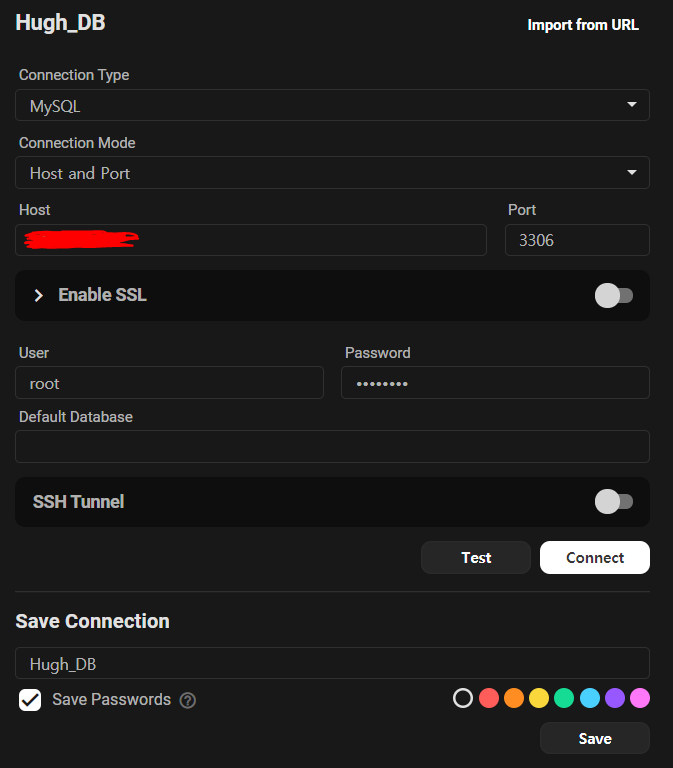 Hugh_DB
Import from URL
Connection Type
MySQL
Connection Mode
Host and Port
Host Port
3306
Enable SSL
User Password
root ••••••••
Default Database
SSH Tunnel
Test Connect
Save Connection
Hugh_DB
Save Passwords ?
Save